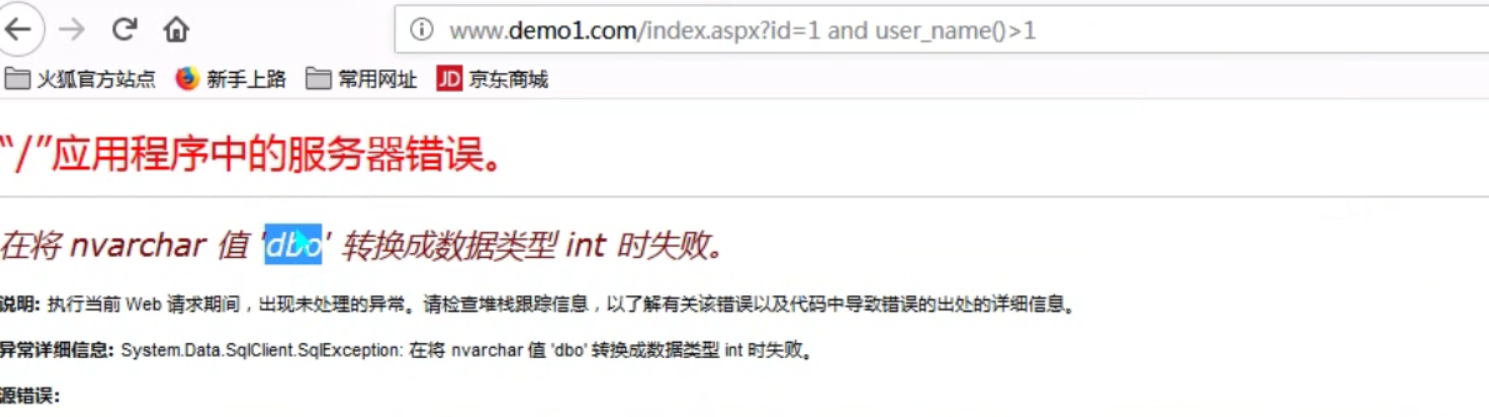 www.demo1.com/index.aspx?id=1 and user_name()>1
火狐官方站点 新手上路 常用网址 JD 京东商城
“/”应用程序中的服务器错误。
在将 nvarchar 值 'dbo' 转换成数据类型 int 时失败。
说明: 执行当前 Web 请求期间，出现未处理的异常。请检查堆栈跟踪信息，以了解有关该错误以及代码中导致错误的出处的详细信息。
异常详细信息: System.Data.SqlClient.SqlException: 在将 nvarchar 值 'dbo' 转换成数据类型 int 时失败。
源错误: